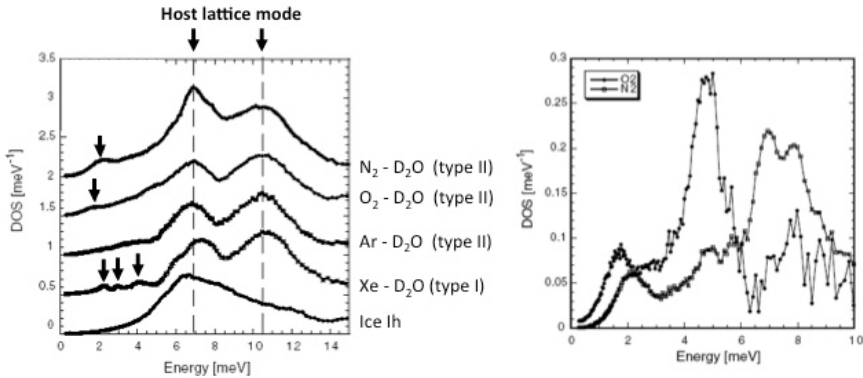 Host lattice mode
3.5
3
2.5
2
1.5
1
0.5
0
DOS [meV⁻¹]
N₂ - D₂O (type II)
O₂ - D₂O (type II)
Ar - D₂O (type II)
Xe - D₂O (type I)
Ice Ih
0 2 4 6 8 10 12 14
Energy [meV]
0.3
0.25
0.2
0.15
0.1
0.05
0
DOS [meV⁻¹]
O2
N2
0 2 4 6 8 10
Energy [meV]